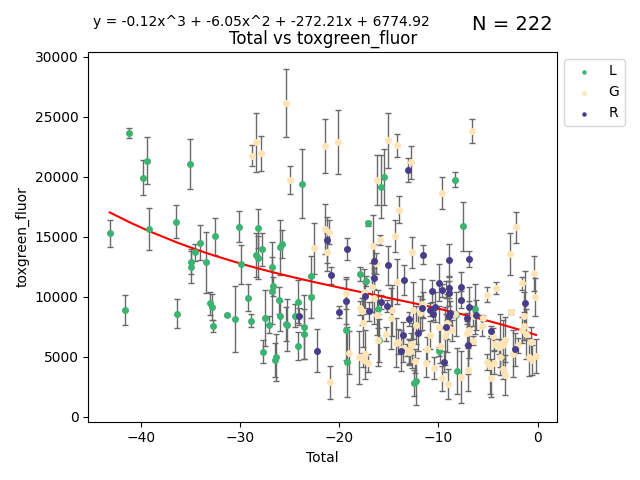 y = -0.12x^3 + -6.05x^2 + -272.21x + 6774.92
N = 222
Total vs toxgreen_fluor
30000
25000
20000
15000
10000
5000
0
toxgreen_fluor
−40 −30 −20 −10 0
Total
L
G
R